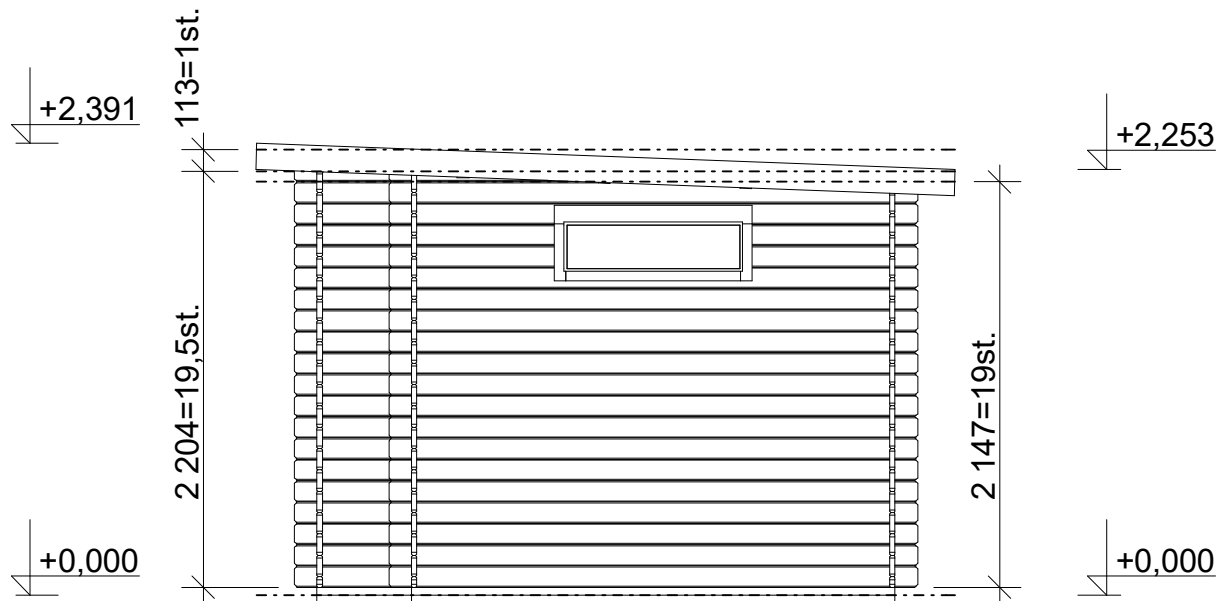 113=1st.
+2,391
+2,253
2 204=19,5st.
2 147=19st.
+0,000
+0,000